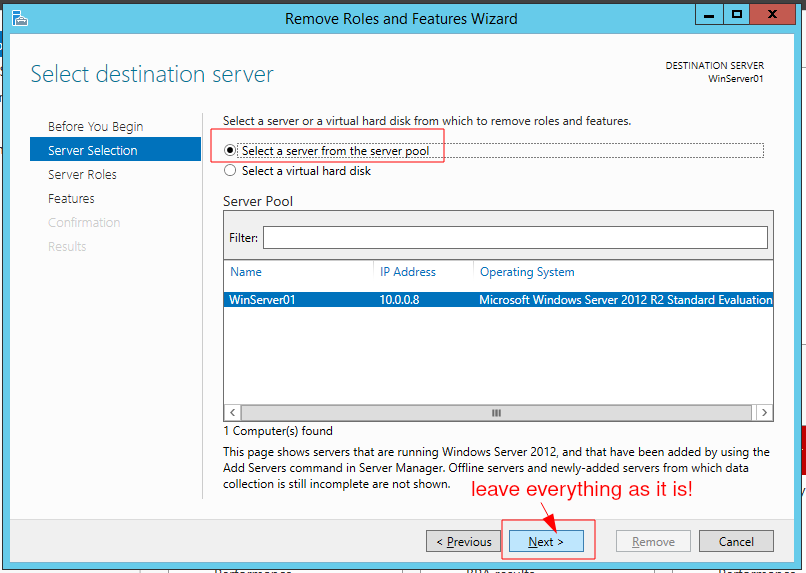 Remove Roles and Features Wizard
Select destination server
DESTINATION SERVER
WinServer01
Before You Begin
Server Selection
Server Roles
Features
Confirmation
Results
Select a server or a virtual hard disk from which to remove roles and features.
Select a server from the server pool
Select a virtual hard disk
Server Pool
Filter:
Name IP Address Operating System
WinServer01 10.0.0.8 Microsoft Windows Server 2012 R2 Standard Evaluation
1 Computer(s) found
This page shows servers that are running Windows Server 2012, and that have been added by using the
Add Servers command in Server Manager. Offline servers and newly-added servers from which data
collection is still incomplete are not shown.
leave everything as it is!
< Previous Next > Remove Cancel